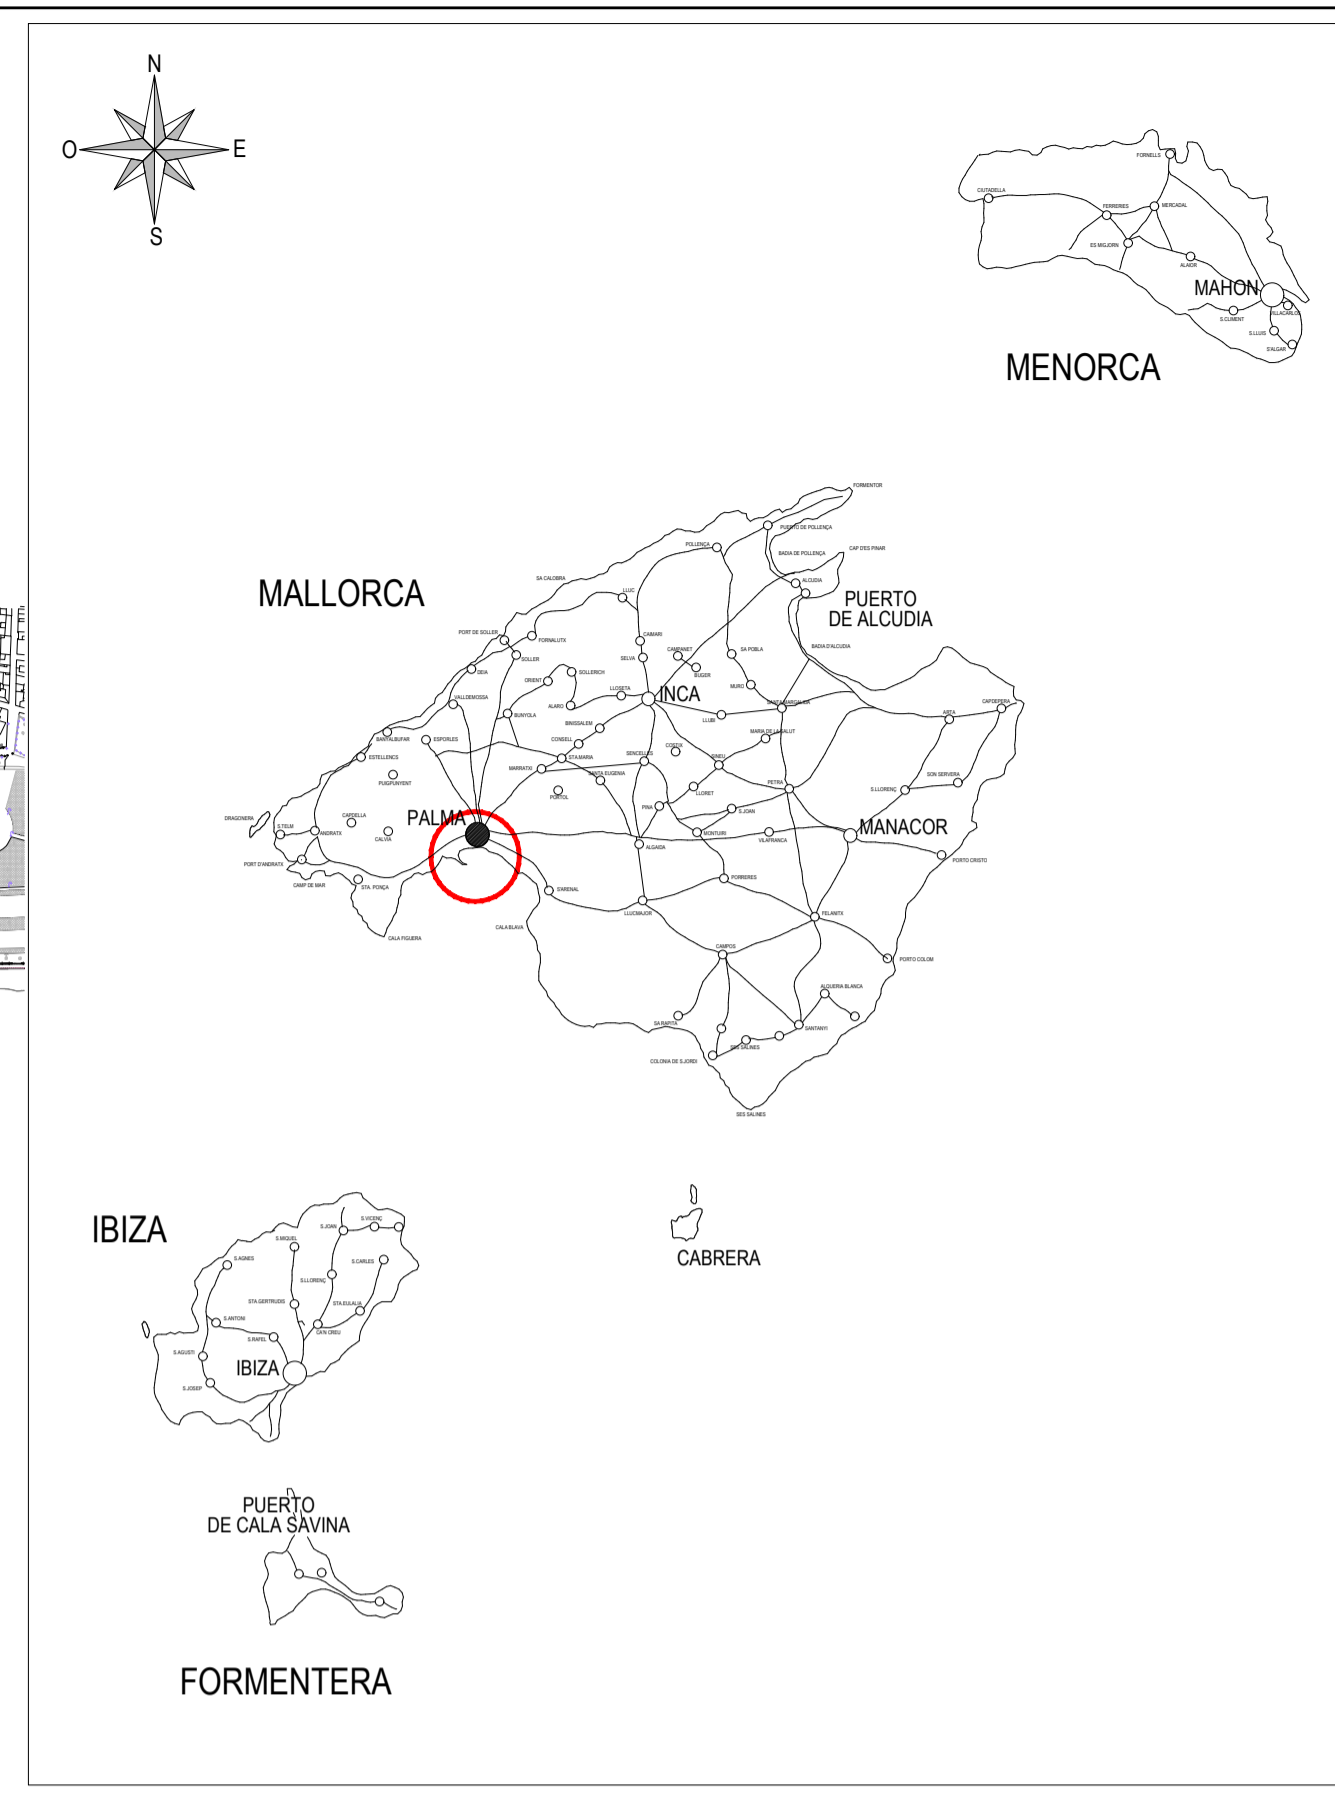 N
O
E
S
FORNELLS
CIUTADELLA
FERRERIES
MERCADAL
ES MIGJORN
ALAIOR
MAHON
VILLACARLOS
S.CLIMENT
S.LLUIS
S'ALGAR
MENORCA
FORMENTOR
PUERTO DE POLLENÇA
POLLENÇA
BADIA DE POLLENÇA
CAP D'ES PINAR
MALLORCA
SA CALOBRA
LLUC
ALCUDIA
PUERTO
DE ALCUDIA
PORT DE SOLLER
FORNALUTX
CAIMARI
BADIA D'ALCUDIA
SOLLER
SELVA
CAMPANET
SA POBLA
DEIA
SOLLERICH
BUGER
ORIENT
LLOSETA
INCA
MURO
VALLDEMOSSA
ALARO
SANTA MARGALIDA
CAPDEPERA
BUNYOLA
LLUBI
ARTA
BINISSALEM
BANYALBUFAR
ESPORLES
CONSELL
COSTIX
MARIA DE LA SALUT
ESTELLENCS
STA.MARIA
SENCELLES
SINEU
MARRATXI
SANTA EUGENIA
PUIGPUNYENT
PORTOL
LLORET
PETRA
SON SERVERA
S.LLORENÇ
DRAGONERA
CAPDELLA
PALMA
PINA
S.JOAN
S.TELM
ANDRATX
CALVIA
MONTUIRI
VILAFRANCA
MANACOR
ALGAIDA
PORT D'ANDRATX
PORTO CRISTO
CAMP DE MAR
STA. PONÇA
S'ARENAL
PORRERES
LLUCMAJOR
FELANITX
CALA FIGUERA
CALA BLAVA
CAMPOS
PORTO COLOM
ALQUERIA BLANCA
SA RAPITA
SANTANYI
SES SALINES
COLONIA DE S.JORDI
SES SALINES
IBIZA
S.VICENÇ
S.JOAN
S.MIQUEL
S.AGNES
S.CARLES
CABRERA
S.LLORENÇ
STA.GERTRUDIS
STA.EULALIA
S.ANTONI
CA'N CREU
S.RAFEL
S.AGUSTI
IBIZA
S.JOSEP
PUERTO
DE CALA SAVINA
FORMENTERA